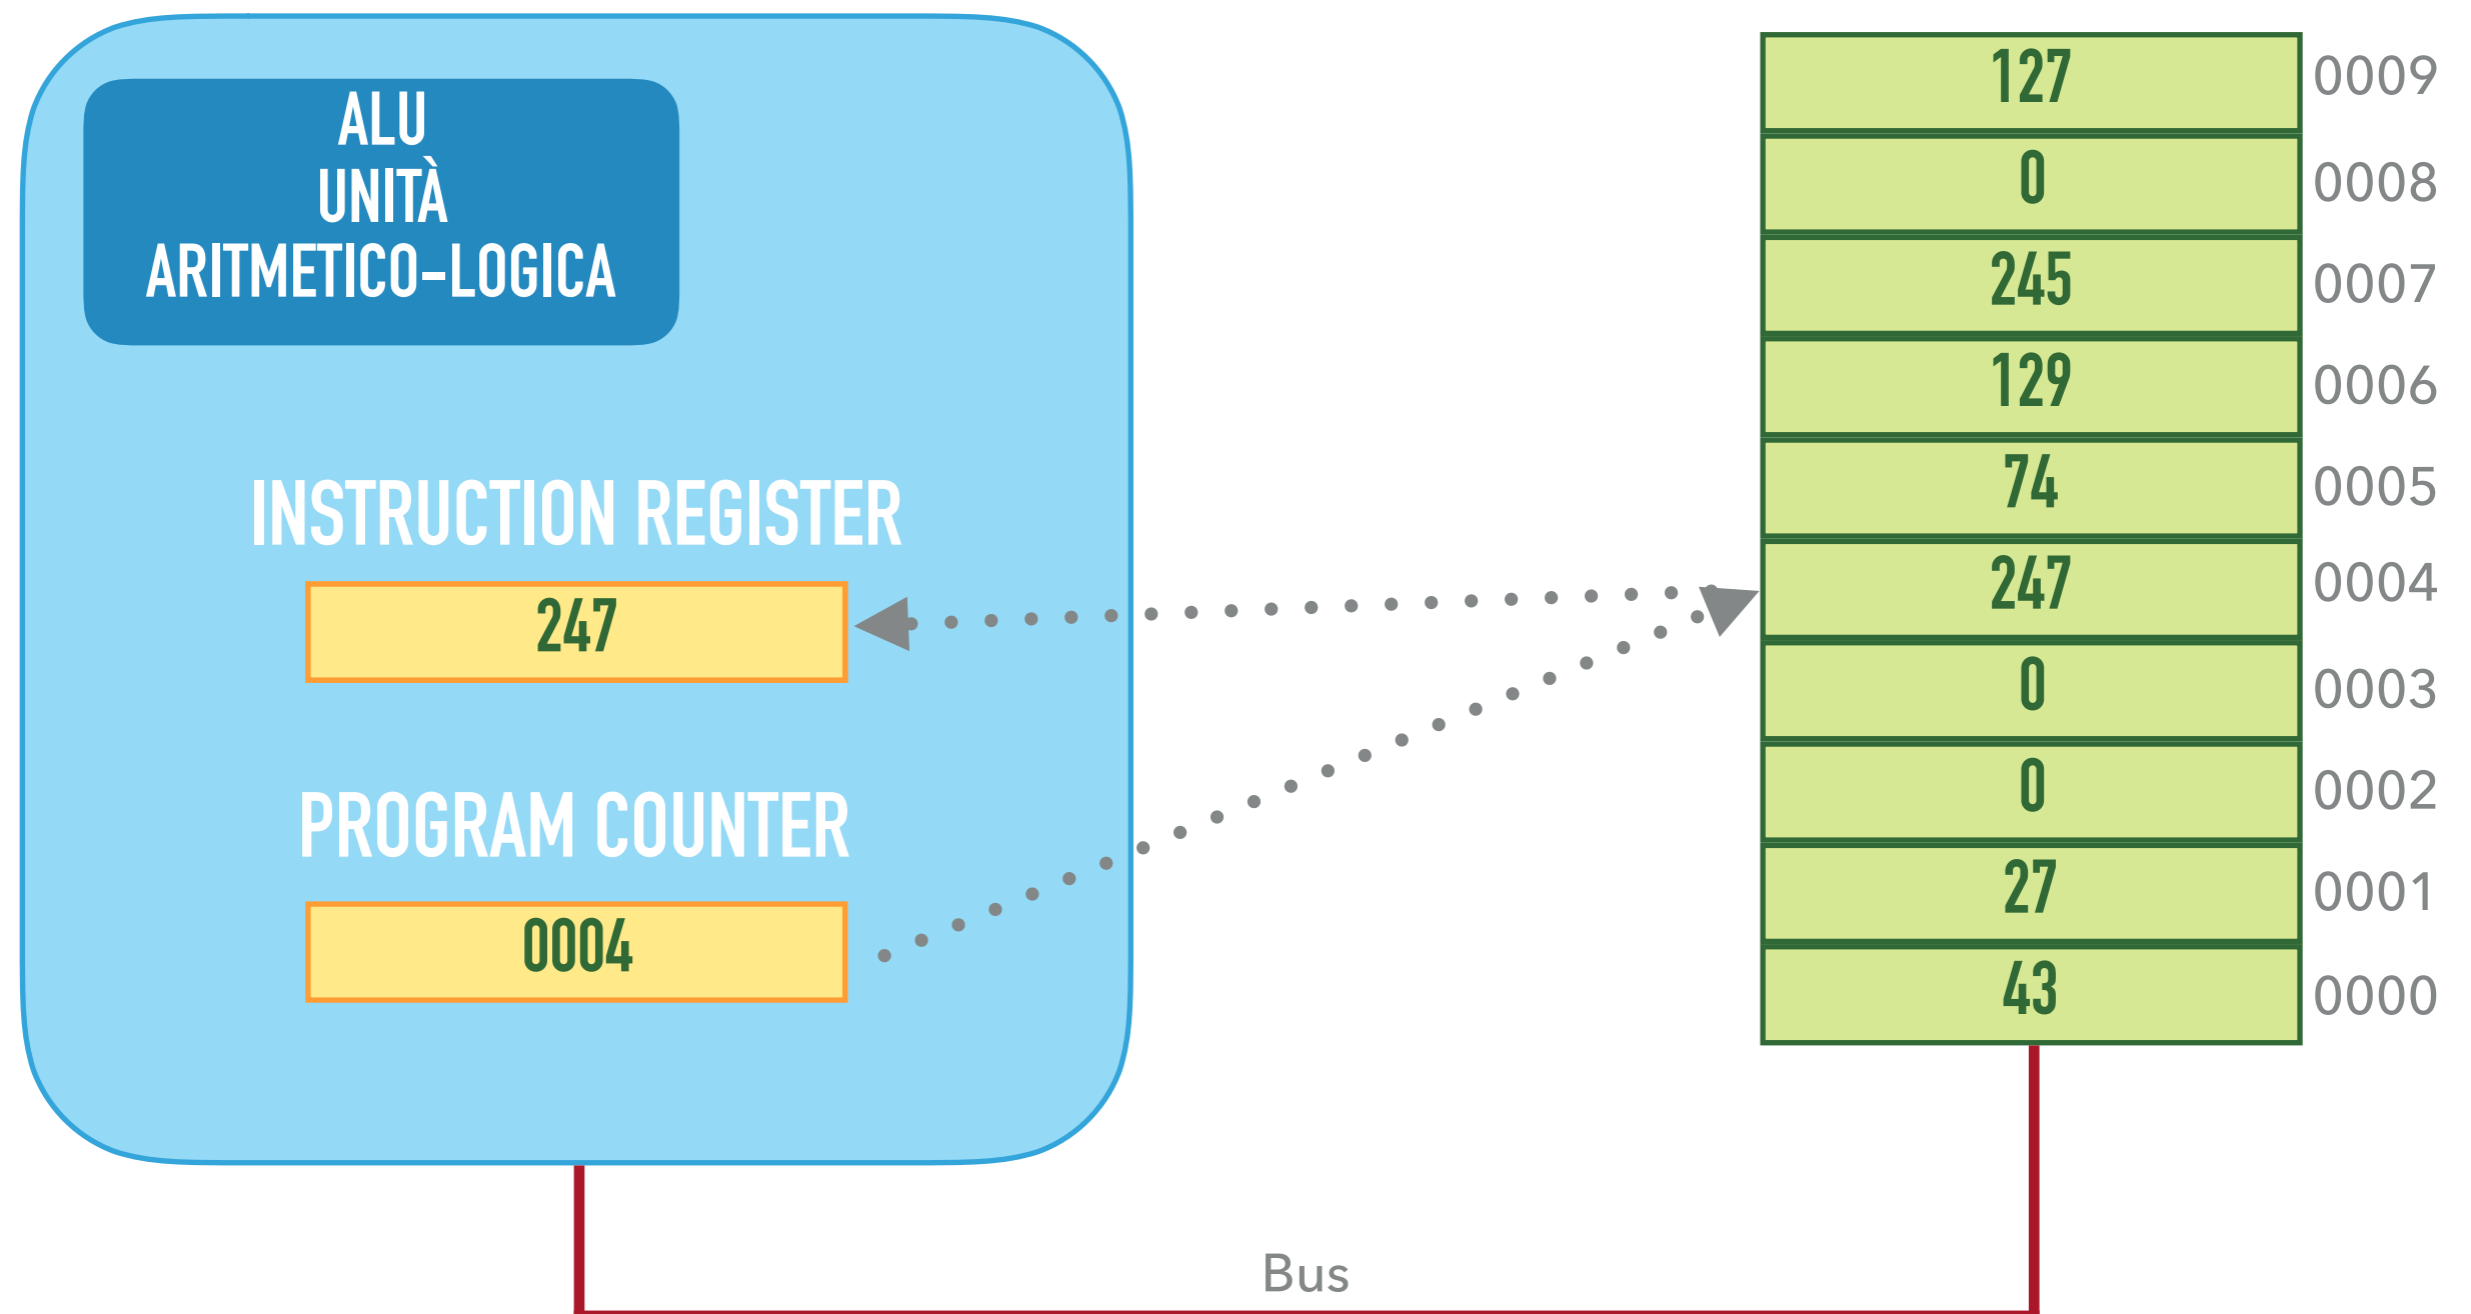 ALU
UNITÀ
ARITMETICO-LOGICA
INSTRUCTION REGISTER
247
PROGRAM COUNTER
0004
127 0009
0 0008
245 0007
129 0006
74 0005
247 0004
0 0003
0 0002
27 0001
43 0000
Bus